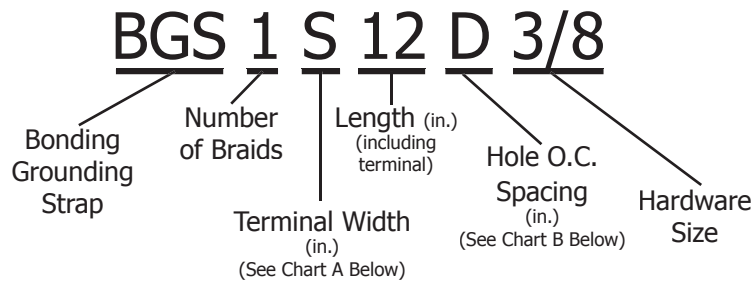 BGS 1 S 12 D 3/8
Bonding
Grounding
Strap
Number
of Braids
Terminal Width
(in.)
(See Chart A Below)
Length (in.)
(including
terminal)
Hole O.C.
Spacing
(in.)
(See Chart B Below)
Hardware
Size